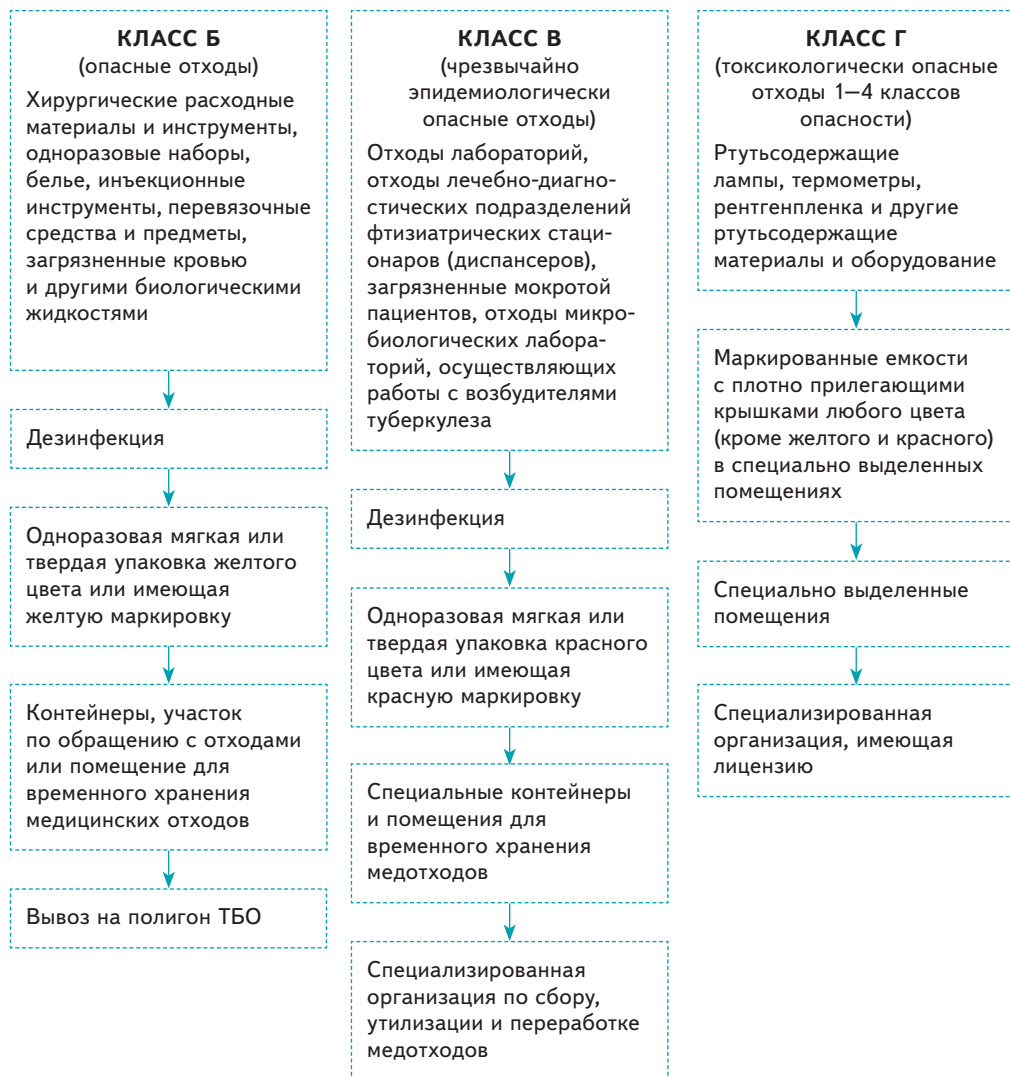 КЛАСС Б
(опасные отходы)
Хирургические расходные
материалы и инструменты,
одноразовые наборы,
белье, инъекционные
инструменты, перевязочные
средства и предметы,
загрязненные кровью
и другими биологическими
жидкостями
Дезинфекция
Одноразовая мягкая или
твердая упаковка желтого
цвета или имеющая
желтую маркировку
Контейнеры, участок
по обращению с отходами
или помещение для
временного хранения
медицинских отходов
Вывоз на полигон ТБО
КЛАСС В
(чрезвычайно
эпидемиологически
опасные отходы)
Отходы лабораторий,
отходы лечебно-диагно-
стических подразделений
фтизиатрических стаци-
онаров (диспансеров),
загрязненные мокротой
пациентов, отходы микро-
биологических лабора-
торий, осуществляющих
работы с возбудителями
туберкулеза
Дезинфекция
Одноразовая мягкая или
твердая упаковка красного
цвета или имеющая
красную маркировку
Специальные контейнеры
и помещения для
временного хранения
медотходов
Специализированная
организация по сбору,
утилизации и переработке
медотходов
КЛАСС Г
(токсикологически опасные
отходы 1—4 классов
опасности)
Ртутьсодержащие
лампы, термометры,
рентгенпленка и другие
ртутьсодержащие
материалы и оборудование
Маркированные емкости
с плотно прилегающими
крышками любого цвета
(кроме желтого и красного)
в специально выделенных
помещениях
Специально выделенные
помещения
Специализированная
организация, имеющая
лицензию